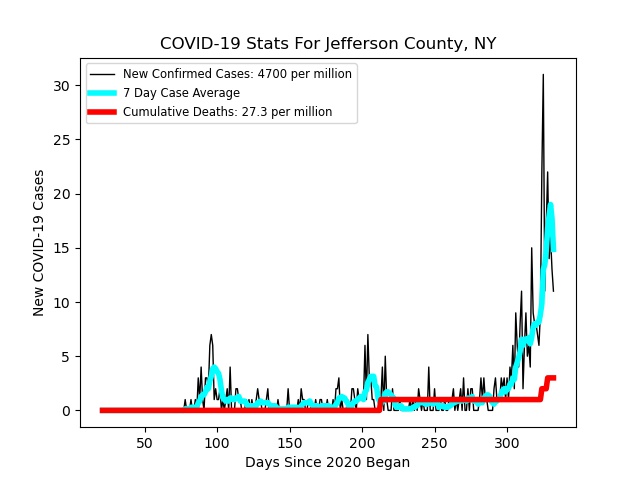 COVID-19 Stats For Jefferson County, NY
New Confirmed Cases: 4700 per million
7 Day Case Average
Cumulative Deaths: 27.3 per million
30
25
20
15
10
5
0
New COVID-19 Cases
50 100 150 200 250 300
Days Since 2020 Began